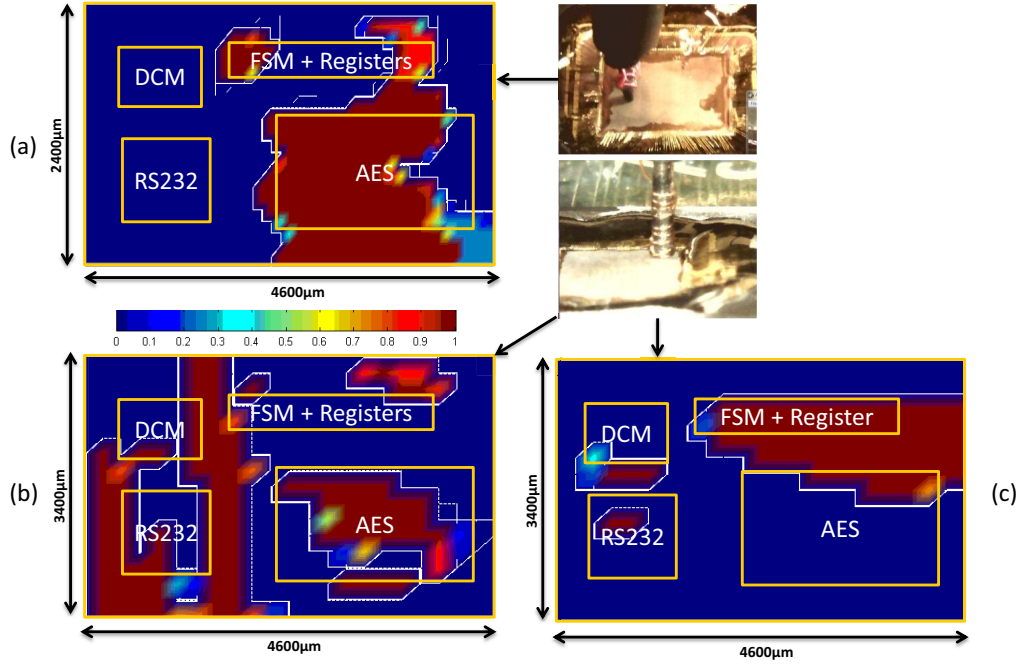 DCM
FSM + Registers
(a)
2400µm
RS232
AES
4600µm
0 0.1 0.2 0.3 0.4 0.5 0.6 0.7 0.8 0.9 1
DCM
FSM + Registers
(b)
3400µm
RS232
AES
4600µm
FSM + Register
DCM
3400µm
(c)
RS232
AES
4600µm